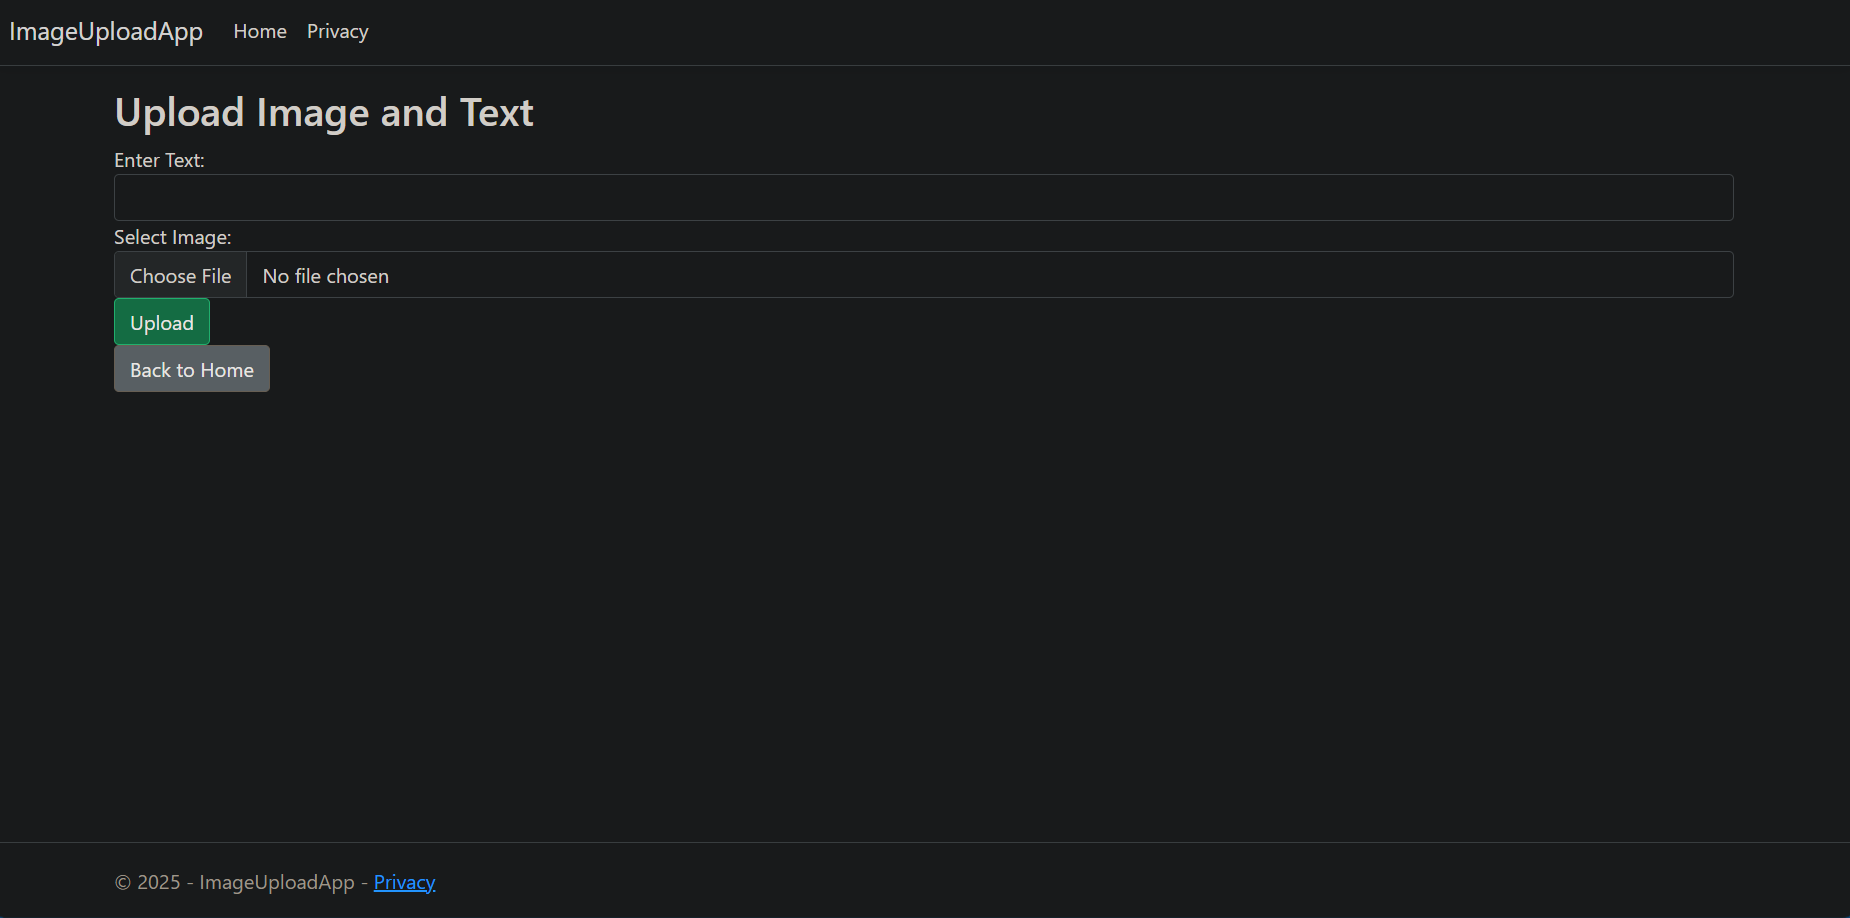 ImageUploadApp Home Privacy
Upload Image and Text
Enter Text:
Select Image:
Choose File No file chosen
Upload
Back to Home
© 2025 - ImageUploadApp - Privacy